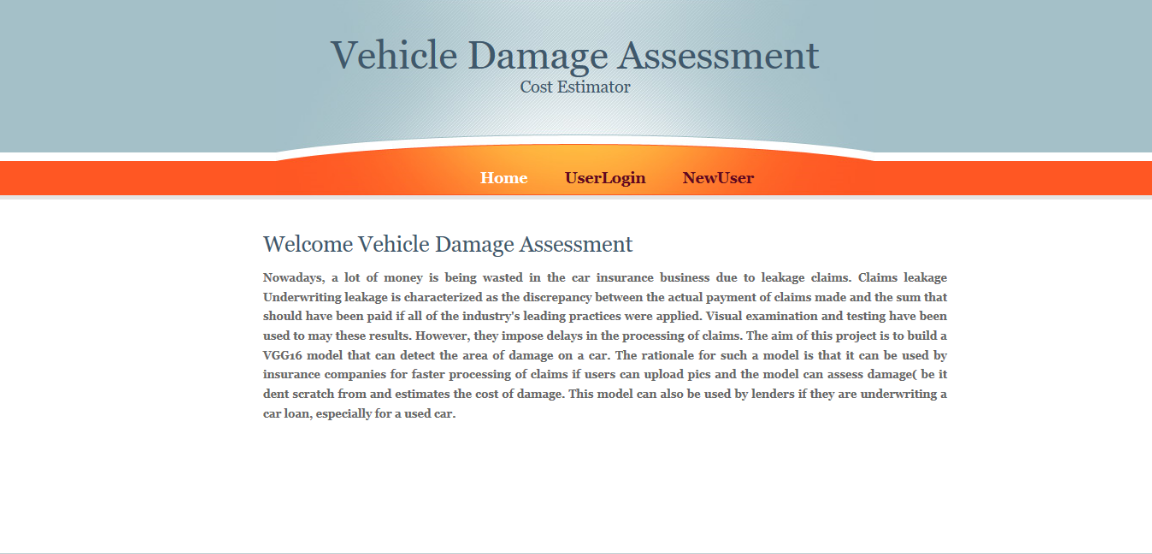 Vehicle Damage Assessment
Cost Estimator
Home UserLogin NewUser
Welcome Vehicle Damage Assessment
Nowadays, a lot of money is being wasted in the car insurance business due to leakage claims. Claims leakage
Underwriting leakage is characterized as the discrepancy between the actual payment of claims made and the sum that
should have been paid if all of the industry's leading practices were applied. Visual examination and testing have been
used to may these results. However, they impose delays in the processing of claims. The aim of this project is to build a
VGG16 model that can detect the area of damage on a car. The rationale for such a model is that it can be used by
insurance companies for faster processing of claims if users can upload pics and the model can assess damage( be it
dent scratch from and estimates the cost of damage. This model can also be used by lenders if they are underwriting a
car loan, especially for a used car.